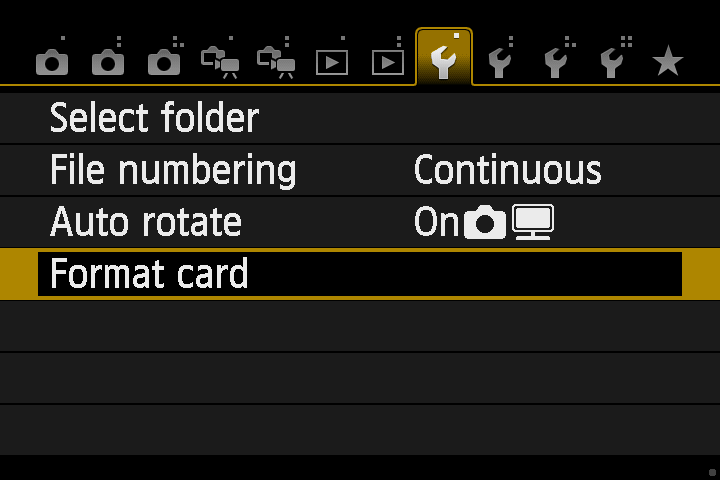 Select folder
File numbering Continuous
Auto rotate On
Format card